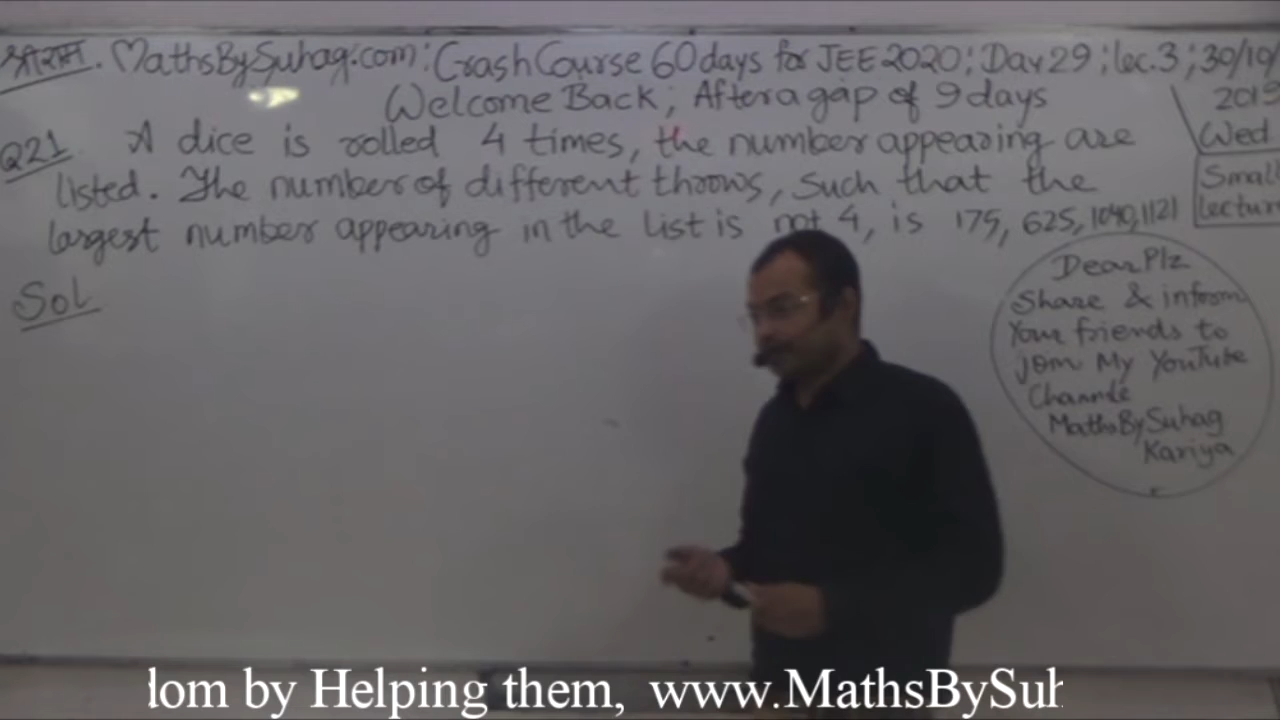 श्रीराम. MathsBySuhag.com: Crash Course 60 days for JEE 2020; Day 29; lec. 3; 30/10/
2019
Wed
Welcome Back; After a gap of 9 days
Q21 A dice is rolled 4 times, the number appearing are
listed. The number of different throws, such that the
largest number appearing in the list is not 4, is 175, 625, 1040, 1121
Small
lecture
Sol
Dear Plz
Share & inform
Your friends to
join My YouTube
Channel
MathsBySuhag
Kariya
dom by Helping them, www.MathsBySuh